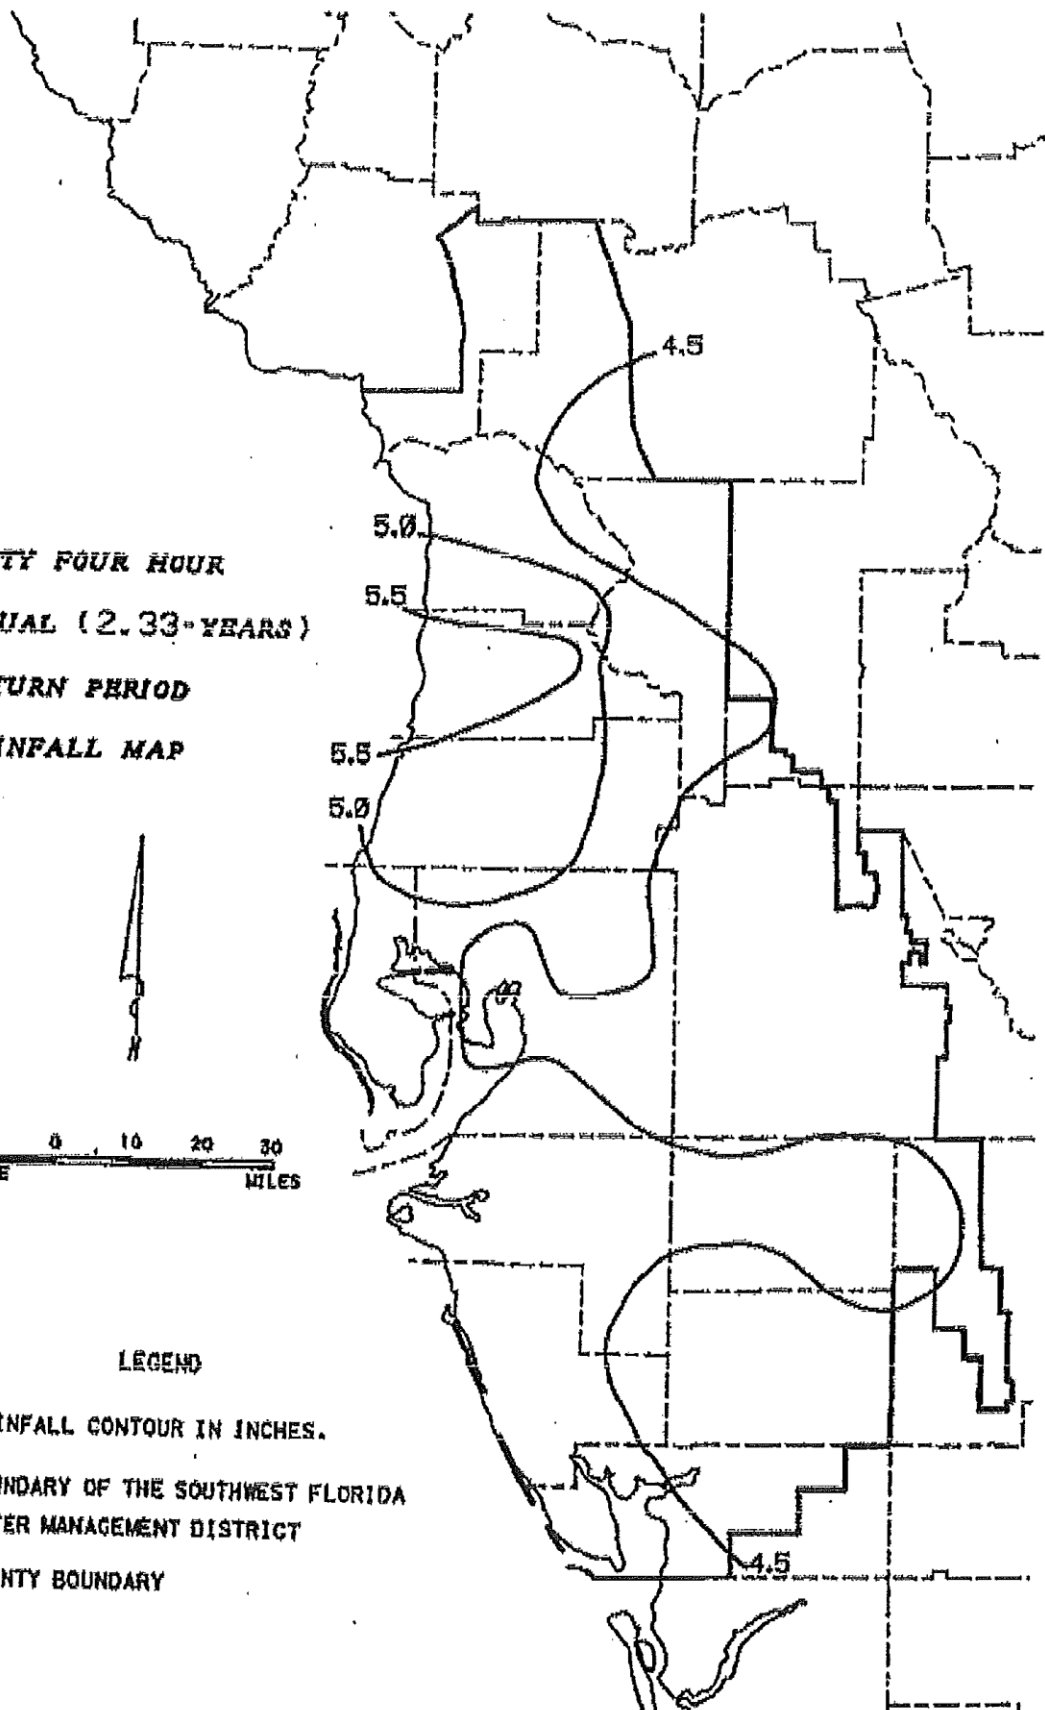 4.5
5.0
TY FOUR HOUR
5.5
UAL (2.33-YEARS)
TURN PERIOD
INFALL MAP
5.5
5.0
N
0 10 20 30
E MILES
LEGEND
INFALL CONTOUR IN INCHES.
UNDARY OF THE SOUTHWEST FLORIDA
TER MANAGEMENT DISTRICT
4.5
NTY BOUNDARY